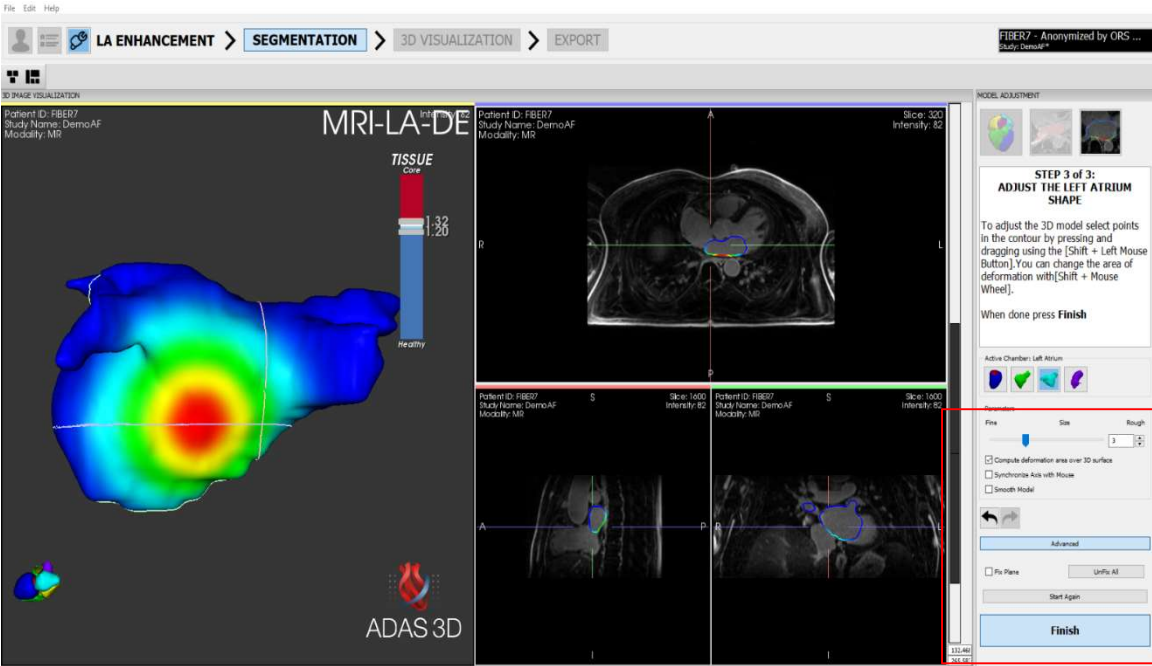 File Edit Help
LA ENHANCEMENT > SEGMENTATION > 3D VISUALIZATION > EXPORT
FIBER7 - Anonymized by ORS ...
Study: DemoAF*
3D IMAGE VISUALIZATION
Patient ID: FIBER7
Study Name: DemoAF
Modality: MR
MRI-LA-DE
TISSUE
Core
1.32
1.20
Healthy
ADAS 3D
Patient ID: FIBER7
Study Name: DemoAF
Modality: MR
A
Slice: 320
Intensity: 82
R
L
P
Patient ID: FIBER7
Study Name: DemoAF
Modality: MR
S
Slice: 1600
Intensity: 82
A
P
I
Patient ID: FIBER7
Study Name: DemoAF
Modality: MR
S
Slice: 1600
Intensity: 82
R
L
I
MODEL ADJUSTMENT
STEP 3 of 3:
ADJUST THE LEFT ATRIUM
SHAPE
To adjust the 3D model select points
in the contour by pressing and
dragging using the [Shift + Left Mouse
Button].You can change the area of
deformation with[Shift + Mouse
Wheel].
When done press Finish
Active Chamber: Left Atrium
Parameters
Fine Size Rough
3
Compute deformation area over 3D surface
Synchronize Axis with Mouse
Smooth Model
Advanced
Fix Plane UnFix All
Start Again
Finish